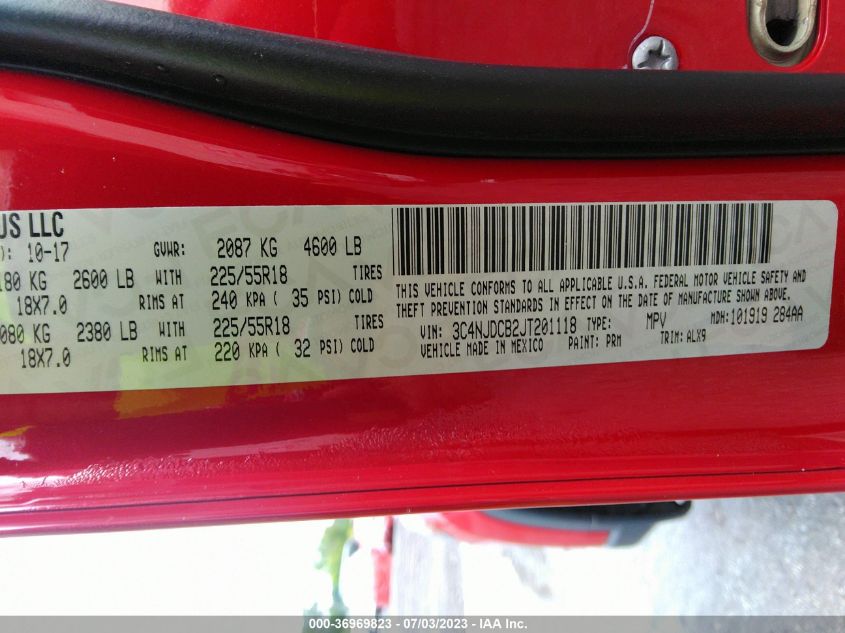 US LLC
): 10-17 GVWR: 2087 KG 4600 LB
180 KG 2600 LB WITH 225/55R18 TIRES
18X7.0 RIMS AT 240 KPA ( 35 PSI) COLD
080 KG 2380 LB WITH 225/55R18 TIRES
18X7.0 RIMS AT 220 KPA ( 32 PSI) COLD
THIS VEHICLE CONFORMS TO ALL APPLICABLE U.S.A. FEDERAL MOTOR VEHICLE SAFETY AND
THEFT PREVENTION STANDARDS IN EFFECT ON THE DATE OF MANUFACTURE SHOWN ABOVE.
VIN: 3C4NJDCB2JT201118 TYPE: MPV MDH: 101919 284AA
VEHICLE MADE IN MEXICO PAINT: PRM TRIM: ALX9
000-36969823 - 07/03/2023 - IAA Inc.